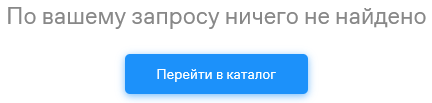 По вашему запросу ничего не найдено
Перейти в каталог